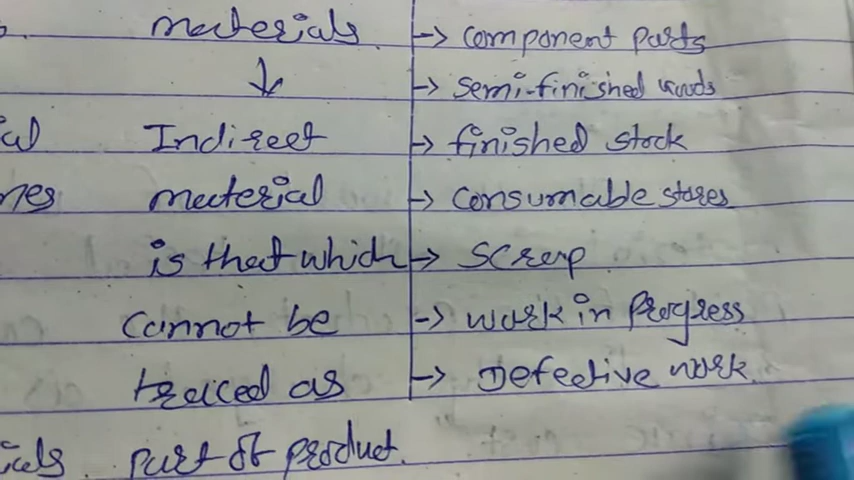 materials → component parts
↓ → semi-finished goods
Indirect → finished stock
material → consumable stores
is that which → scrap
cannot be → work in progress
traced as → Defective work
part of product.